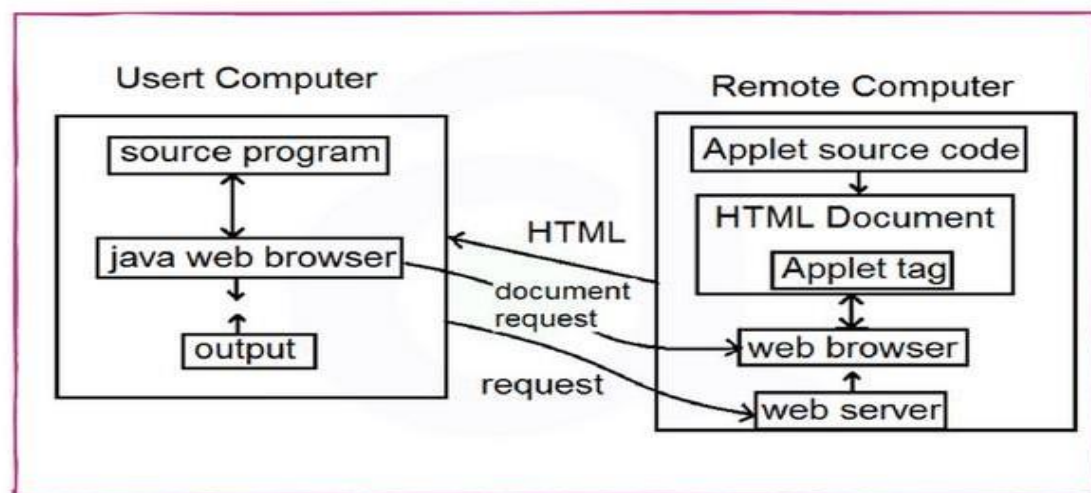 Usert Computer
source program
java web browser
output
HTML
document
request
request
Remote Computer
Applet source code
HTML Document
Applet tag
web browser
web server